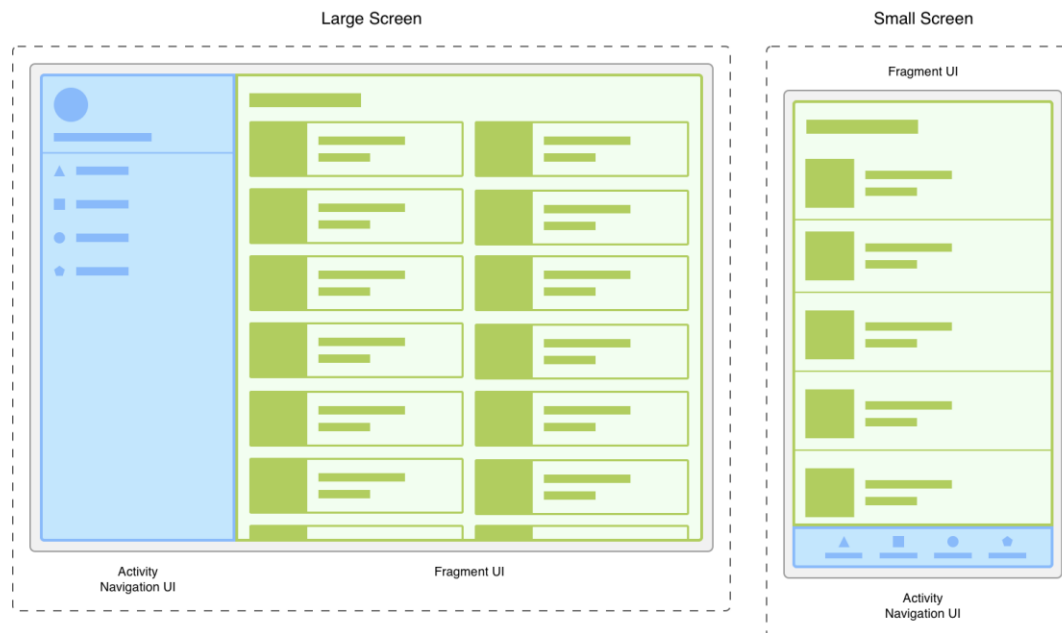 Large Screen
Small Screen
Fragment UI
Activity
Navigation UI
Fragment UI
Activity
Navigation UI